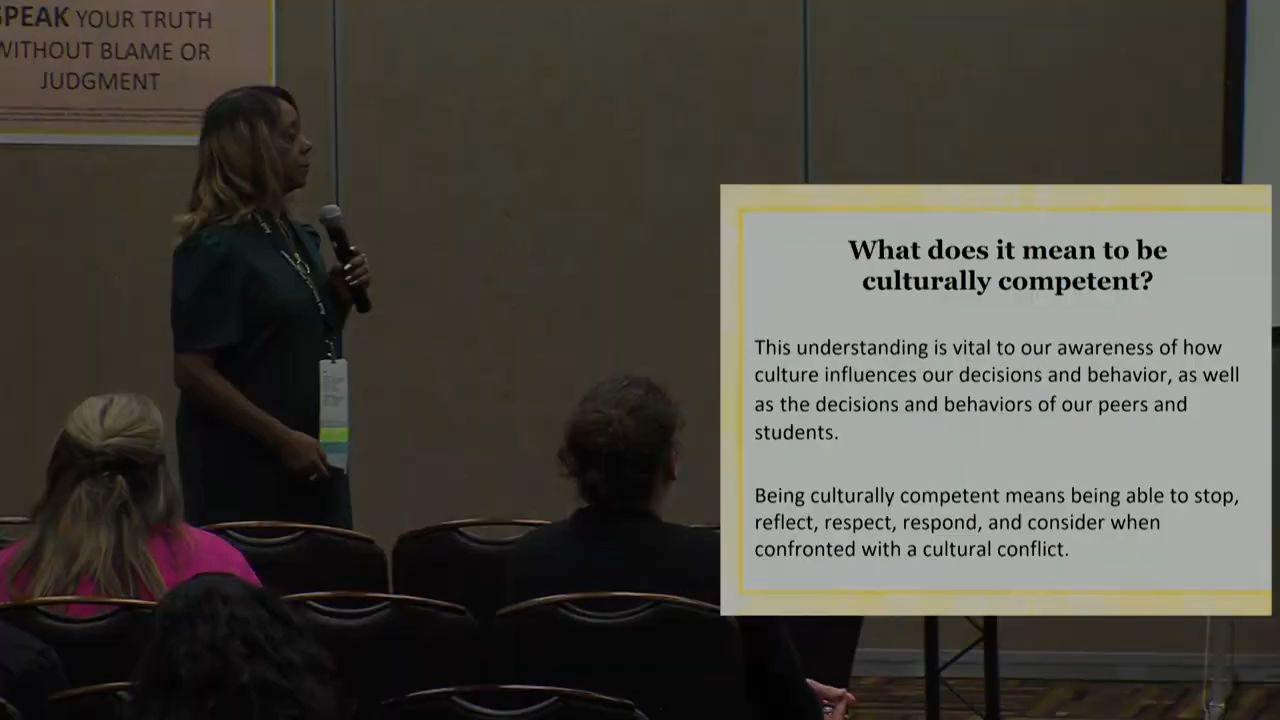 SPEAK YOUR TRUTH
WITHOUT BLAME OR
JUDGMENT
What does it mean to be
culturally competent?
This understanding is vital to our awareness of how
culture influences our decisions and behavior, as well
as the decisions and behaviors of our peers and
students.
Being culturally competent means being able to stop,
reflect, respect, respond, and consider when
confronted with a cultural conflict.